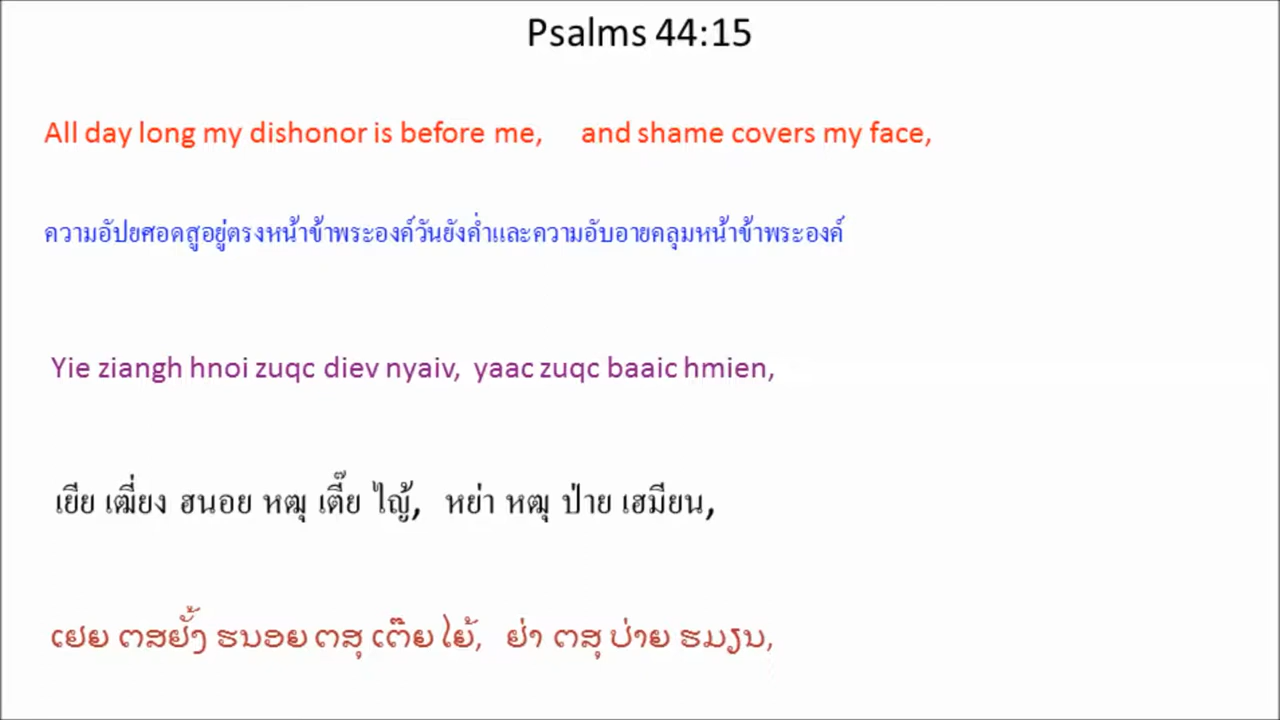 Psalms 44:15
All day long my dishonor is before me, and shame covers my face,
ความอัปยศอดสูอยู่ตรงหน้าข้าพระองค์วันยังค่ำและความอับอายคลุมหน้าข้าพระองค์
Yie ziangh hnoi zuqc diev nyaiv, yaac zuqc baaic hmien,
เยีย เฒี่ยง ฮนอย หฒุ เตี๊ย ไญ้, หย่า หฒุ ป่าย เฮมียน,
ເຢຍ ຕສຢັ້ງ ຮນອຍ ຕສຸ ເຕ໊ຍ ໄຍ້, ຢ່າ ຕສຸ ປ່າຍ ຮມຽນ,